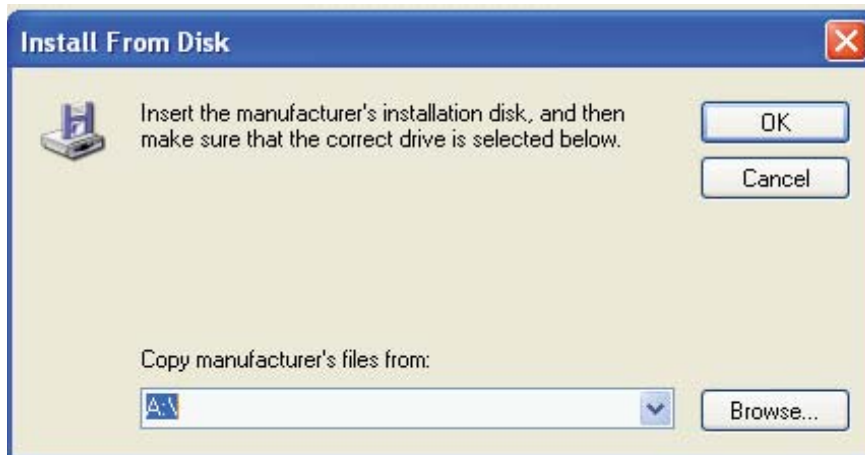 Install From Disk
Insert the manufacturer's installation disk, and then
make sure that the correct drive is selected below.
OK
Cancel
Copy manufacturer's files from:
A:\
Browse...